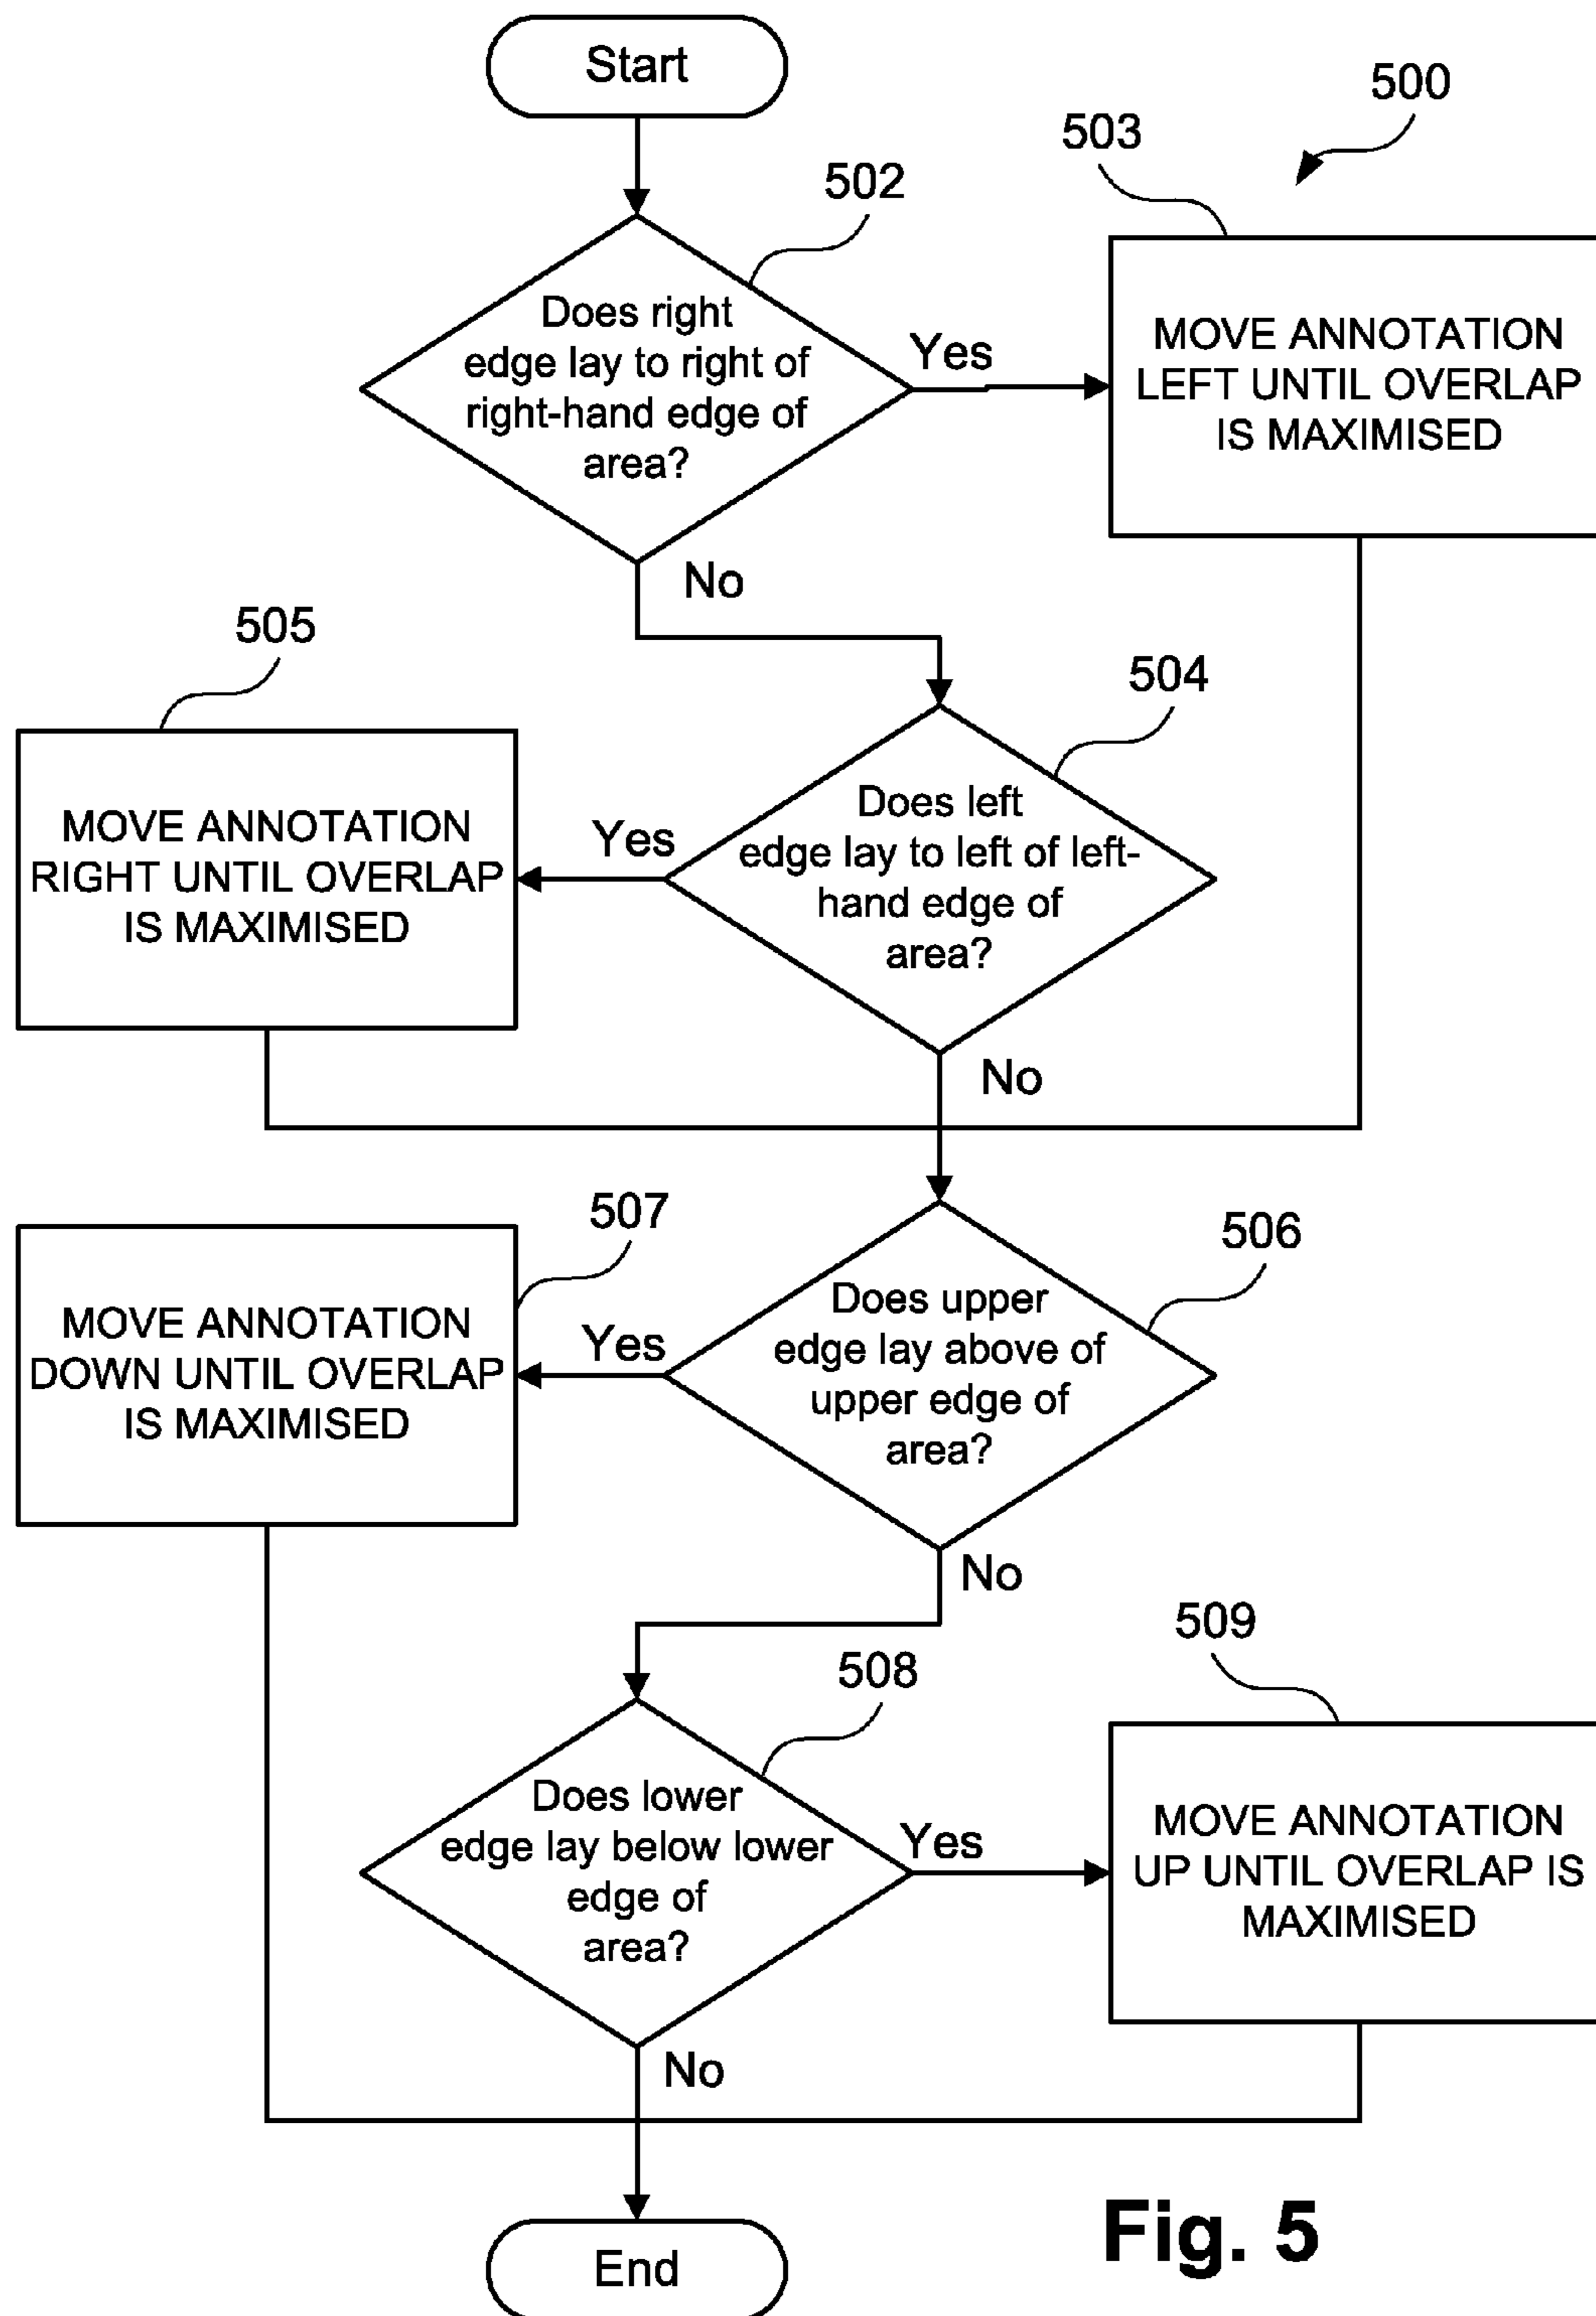 Start
500
503
502
Does right
edge lay to right of
right-hand edge of
area?
Yes
MOVE ANNOTATION
LEFT UNTIL OVERLAP
IS MAXIMISED
No
505
504
MOVE ANNOTATION
RIGHT UNTIL OVERLAP
IS MAXIMISED
Yes
Does left
edge lay to left of left-
hand edge of
area?
No
507
506
MOVE ANNOTATION
DOWN UNTIL OVERLAP
IS MAXIMISED
Yes
Does upper
edge lay above of
upper edge of
area?
No
509
508
Does lower
edge lay below lower
edge of
area?
Yes
MOVE ANNOTATION
UP UNTIL OVERLAP IS
MAXIMISED
No
End
Fig. 5